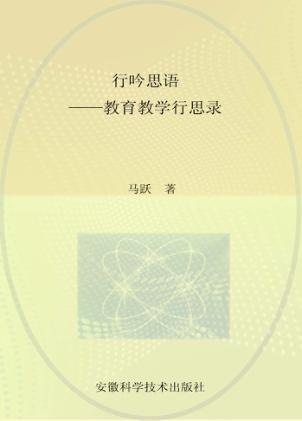 行吟思语
——教育教学行思录
马跃 著
安徽科学技术出版社